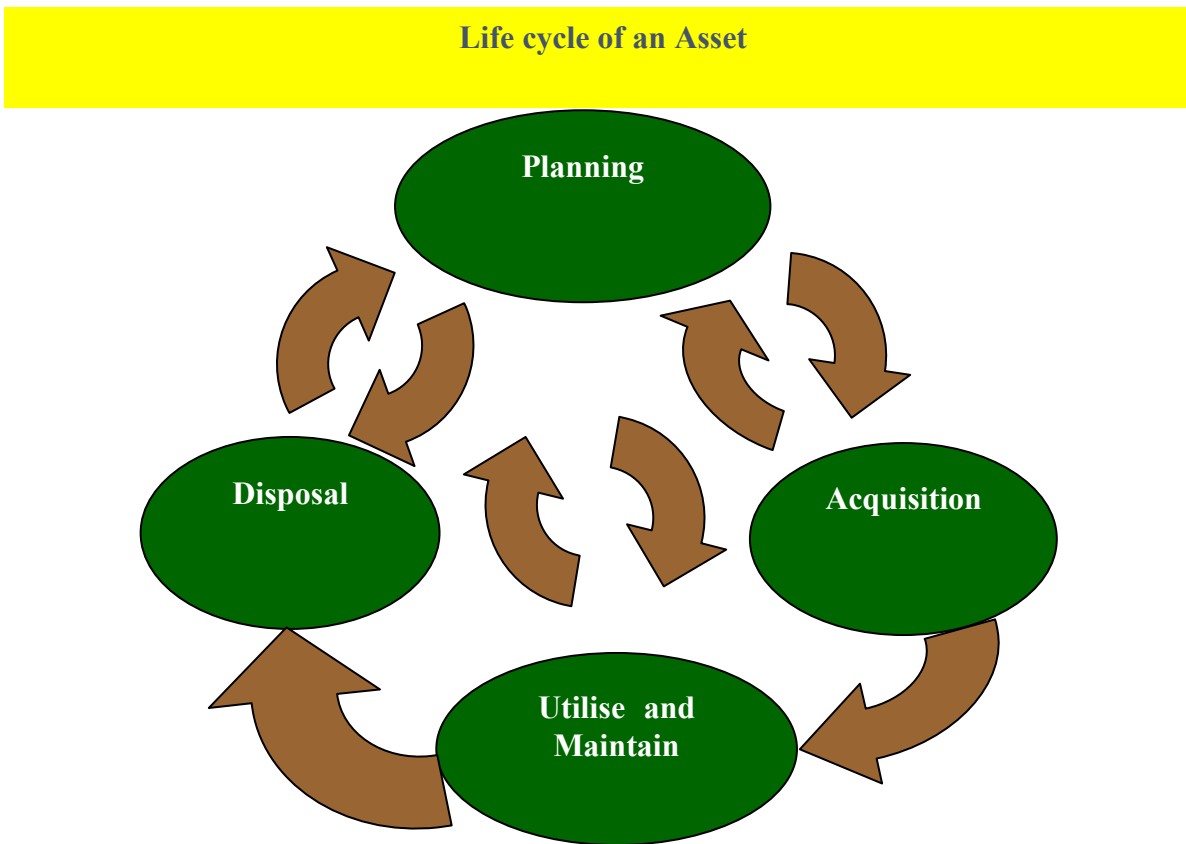 Life cycle of an Asset
Planning
Disposal
Acquisition
Utilise and
Maintain